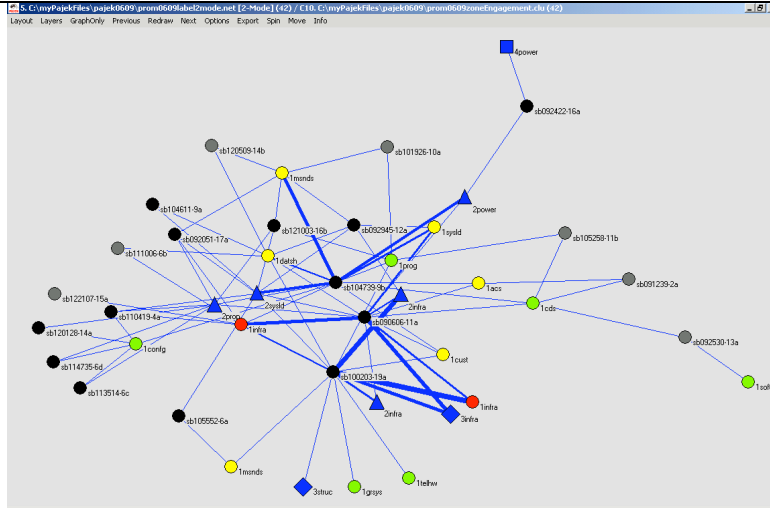 5. C:\myPajekFiles\pajek0609\prom0609label2mode.net [2-Mode] (42) / C10. C:\myPajekFiles\pajek0609\prom0609zoneEngagement.clu (42)
Layout Layers GraphOnly Previous Redraw Next Options Export Spin Move Info
4power
sb092422-16a
sb120509-14b
sb101926-10a
1msnds
2power
sb104611-9a
sb121003-16b
sb092945-12a
1sysld
sb092051-17a
sb105258-11b
sb111006-6b
1datsh
1prog
sb104739-9b
1acs
sb091239-2a
sb122107-15a
2sysld
2infra
1cds
sb110419-4a
2prop
sb090606-11a
sb120128-14a
1infra
sb092530-13a
1config
1cust
sb114735-6d
sb100203-19a
1soft
sb113514-6c
sb105552-6a
2infra
1infra
3infra
1msnds
1telhw
3struc
1grsys